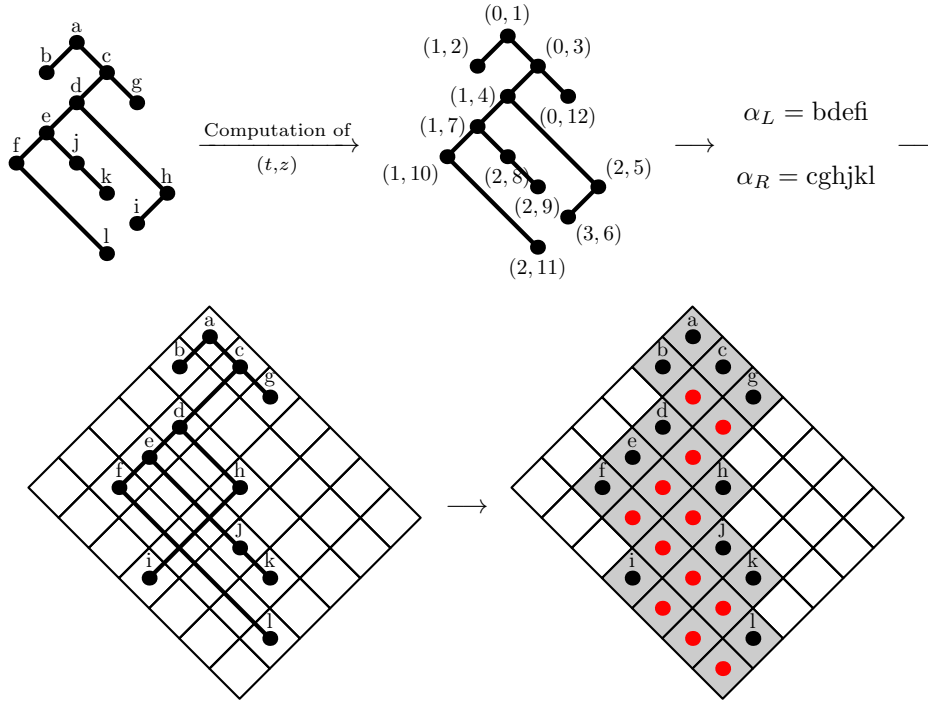 a
b c
d g
e
f j
k h
i
l
Computation of
(t,z)
(0, 1)
(1, 2) (0, 3)
(1, 4) (0, 12)
(1, 7)
(1, 10) (2, 8) (2, 5)
(2, 9)
(3, 6)
(2, 11)
α_L = bdefi
α_R = cghjkl
a
b c
g
d
e
f h
j
i k
l
a
b c
g
d
e
f h
j
i k
l